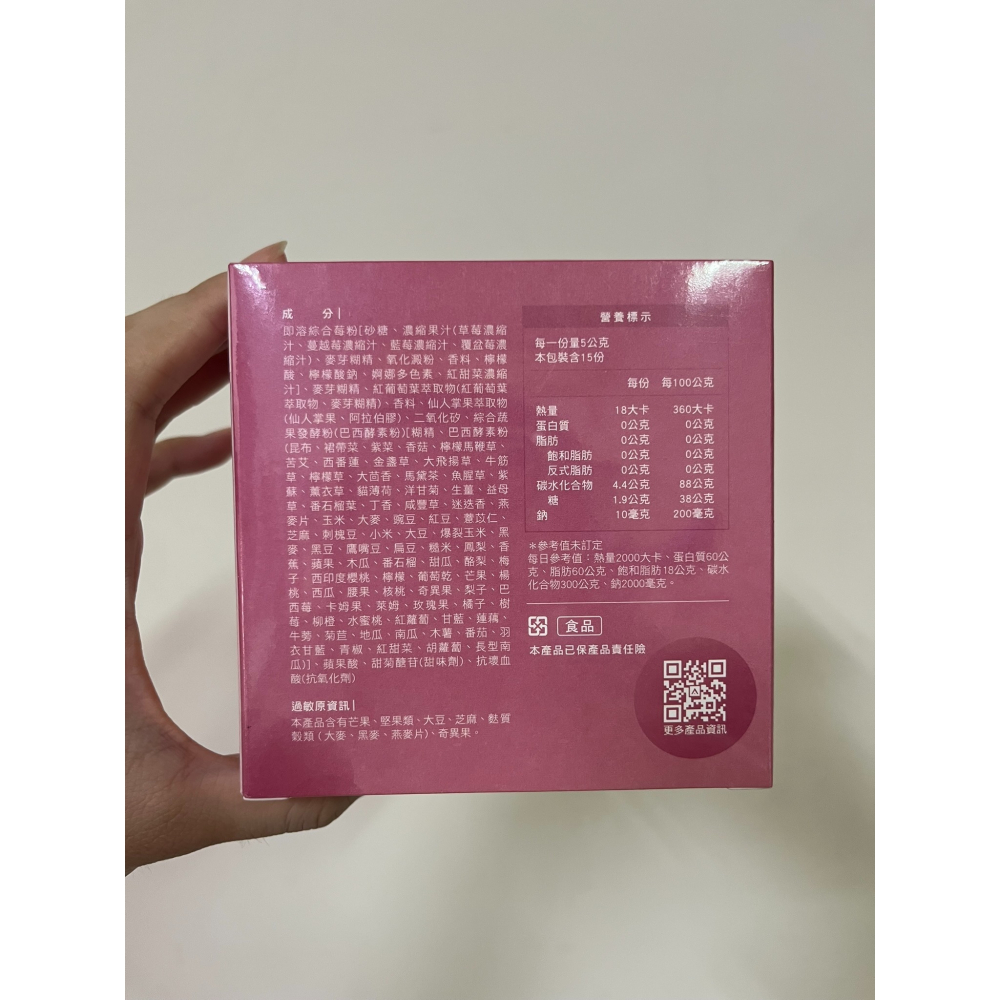 成 分|
即溶綜合莓粉[砂糖、濃縮果汁(草莓濃縮
汁、蔓越莓濃縮汁、藍莓濃縮汁、覆盆莓濃
縮汁)、麥芽糊精、氧化澱粉、香料、檸檬
酸、檸檬酸鈉、婀娜多色素、紅甜菜濃縮
汁]、麥芽糊精、紅葡萄葉萃取物(紅葡萄葉
萃取物、麥芽糊精)、香料、仙人掌果萃取物
(仙人掌果、阿拉伯膠)、二氧化矽、綜合蔬
果發酵粉(巴西酵素粉)[糊精、巴西酵素粉
(昆布、裙帶菜、紫菜、香菇、檸檬馬鞭草、
苦艾、西番蓮、金盞草、大飛揚草、牛筋
草、檸檬草、大茴香、馬黛茶、魚腥草、紫
蘇、薰衣草、貓薄荷、洋甘菊、生薑、益母
草、番石榴葉、丁香、咸豐草、迷迭香、燕
麥片、玉米、大麥、豌豆、紅豆、薏苡仁、
芝麻、刺槐豆、小米、大豆、爆裂玉米、黑
麥、黑豆、鷹嘴豆、扁豆、糙米、鳳梨、香
蕉、蘋果、木瓜、番石榴、甜瓜、酪梨、梅
子、西印度櫻桃、檸檬、葡萄乾、芒果、楊
桃、西瓜、腰果、核桃、奇異果、梨子、巴
西莓、卡姆果、萊姆、玫瑰果、橘子、樹
莓、柳橙、水蜜桃、紅蘿蔔、甘藍、蓮藕、
牛蒡、菊苣、地瓜、南瓜、木薯、番茄、羽
衣甘藍、青椒、紅甜菜、胡蘿蔔、長型南
瓜)]、蘋果酸、甜菊醣苷(甜味劑)、抗壞血
酸(抗氧化劑)
過敏原資訊|
本產品含有芒果、堅果類、大豆、芝麻、麩質
穀類(大麥、黑麥、燕麥片)、奇異果。
營養標示
每一份量5公克
本包裝含15份
每份 每100公克
熱量 18大卡 360大卡
蛋白質 0公克 0公克
脂肪 0公克 0公克
飽和脂肪 0公克 0公克
反式脂肪 0公克 0公克
碳水化合物 4.4公克 88公克
糖 1.9公克 38公克
鈉 10毫克 200毫克
＊參考值未訂定
每日參考值：熱量2000大卡、蛋白質60公
克、脂肪60公克、飽和脂肪18公克、碳水
化合物300公克、鈉2000毫克。
食品
本產品已保產品責任險
更多產品資訊